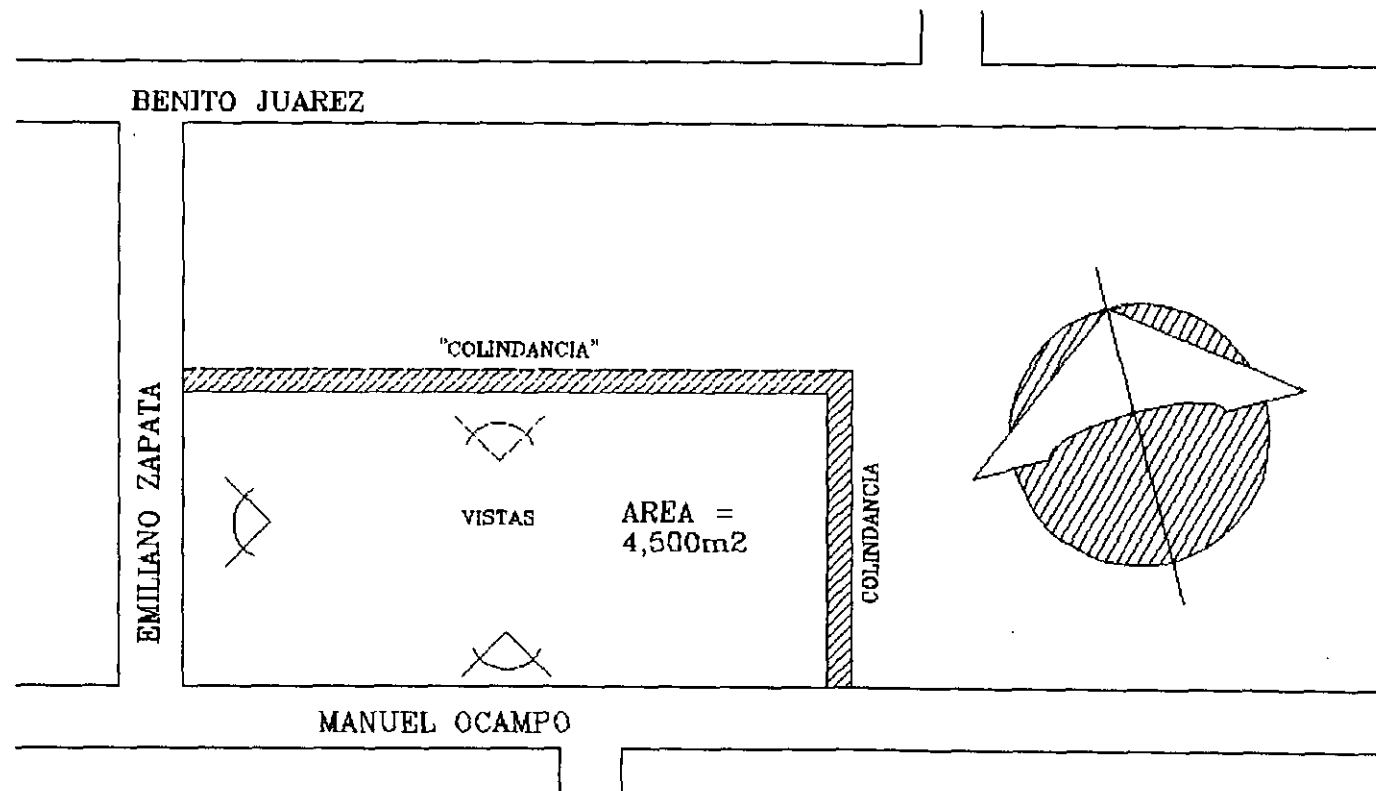 BENITO JUAREZ
"COLINDANCIA"
EMILIANO ZAPATA
VISTAS
AREA =
4,500m2
COLINDANCIA
MANUEL OCAMPO